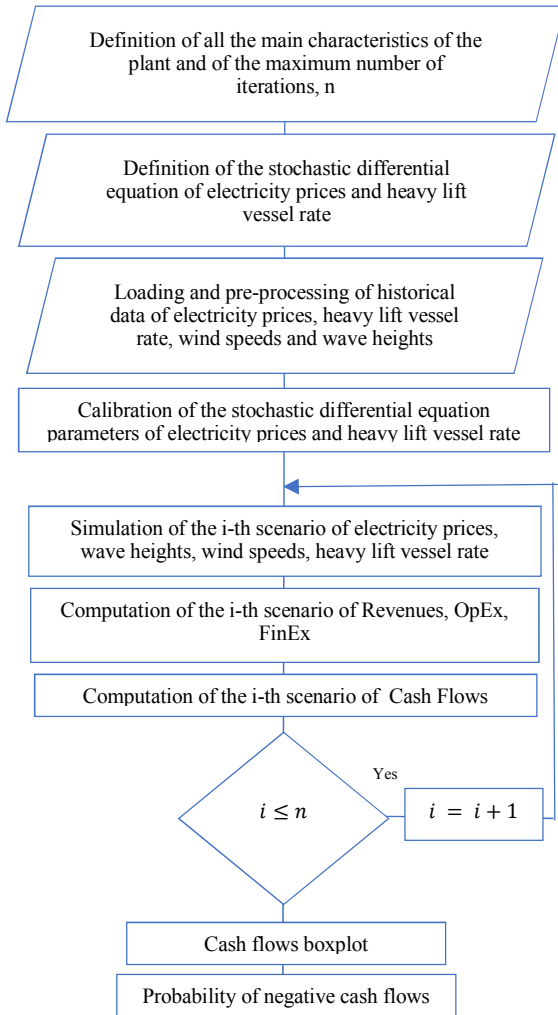 Definition of all the main characteristics of the
plant and of the maximum number of
iterations, n
Definition of the stochastic differential
equation of electricity prices and heavy lift
vessel rate
Loading and pre-processing of historical
data of electricity prices, heavy lift vessel
rate, wind speeds and wave heights
Calibration of the stochastic differential equation
parameters of electricity prices and heavy lift vessel rate
Simulation of the i-th scenario of electricity prices,
wave heights, wind speeds, heavy lift vessel rate
Computation of the i-th scenario of Revenues, OpEx,
FinEx
Computation of the i-th scenario of Cash Flows
Yes
i ≤ n
i = i + 1
Cash flows boxplot
Probability of negative cash flows